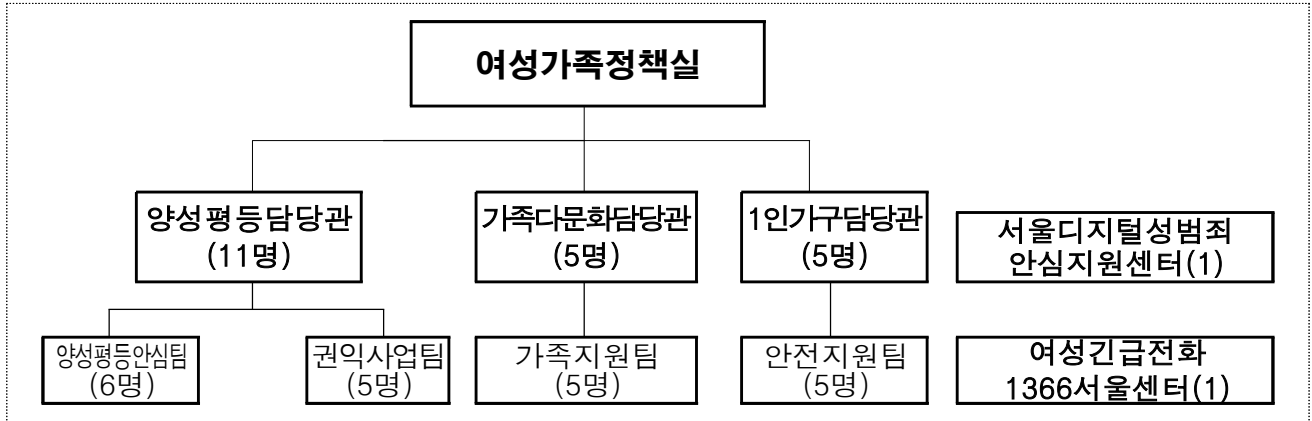 여성가족정책실
양성평등담당관
(11명)
가족다문화담당관
(5명)
1인가구담당관
(5명)
서울디지털성범죄
안심지원센터(1)
양성평등안심팀
(6명)
권익사업팀
(5명)
가족지원팀
(5명)
안전지원팀
(5명)
여성긴급전화
1366서울센터(1)